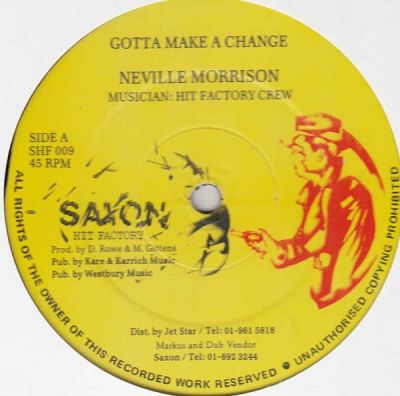 GOTTA MAKE A CHANGE
NEVILLE MORRISON
MUSICIAN: HIT FACTORY CREW
SIDE A
SHF 009
45 RPM
SAXON
HIT FACTORY
Prod. by D. Rowe & M. Gittens
Pub. by Kare & Karrich Music
Pub. by Westbury Music
Dist. by Jet Star / Tel: 01-961 5818
Markus and Dub Vendor
Saxon / Tel: 01-692 3244
ALL RIGHTS OF THE OWNER OF THIS RECORDED WORK RESERVED ● UNAUTHORISED COPYING PROHIBITED